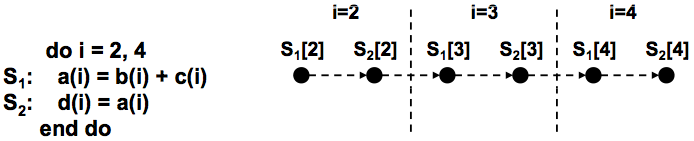 i=2 i=3 i=4
S1[2] S2[2] S1[3] S2[3] S1[4] S2[4]
do i = 2, 4
S1: a(i) = b(i) + c(i)
S2: d(i) = a(i)
end do